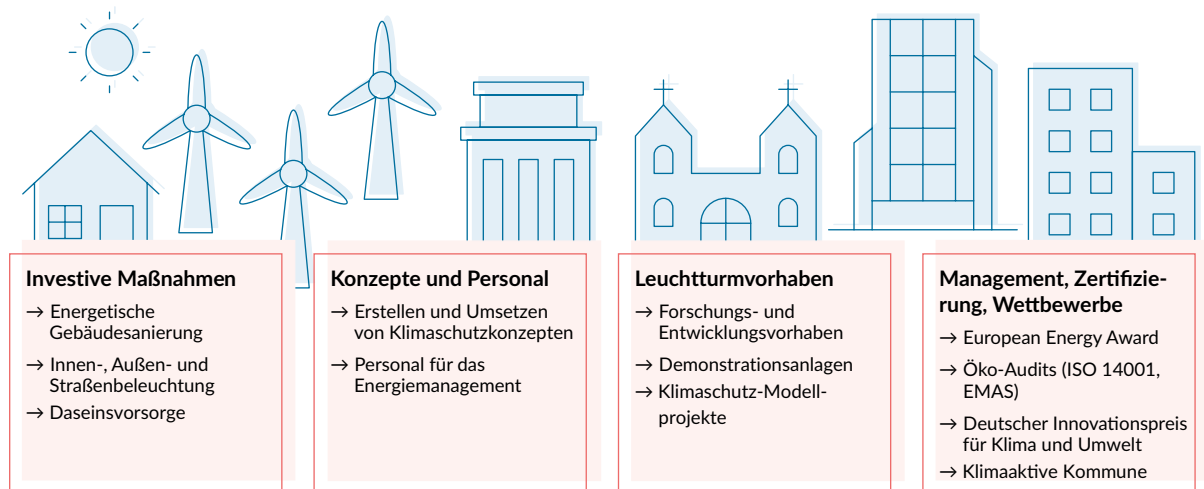 Investive Maßnahmen
→ Energetische
Gebäudesanierung
→ Innen-, Außen- und
Straßenbeleuchtung
→ Daseinsvorsorge
Konzepte und Personal
→ Erstellen und Umsetzen
von Klimaschutzkonzepten
→ Personal für das
Energiemanagement
Leuchtturmvorhaben
→ Forschungs- und
Entwicklungsvorhaben
→ Demonstrationsanlagen
→ Klimaschutz-Modell-
projekte
Management, Zertifizie-
rung, Wettbewerbe
→ European Energy Award
→ Öko-Audits (ISO 14001,
EMAS)
→ Deutscher Innovationspreis
für Klima und Umwelt
→ Klimaaktive Kommune